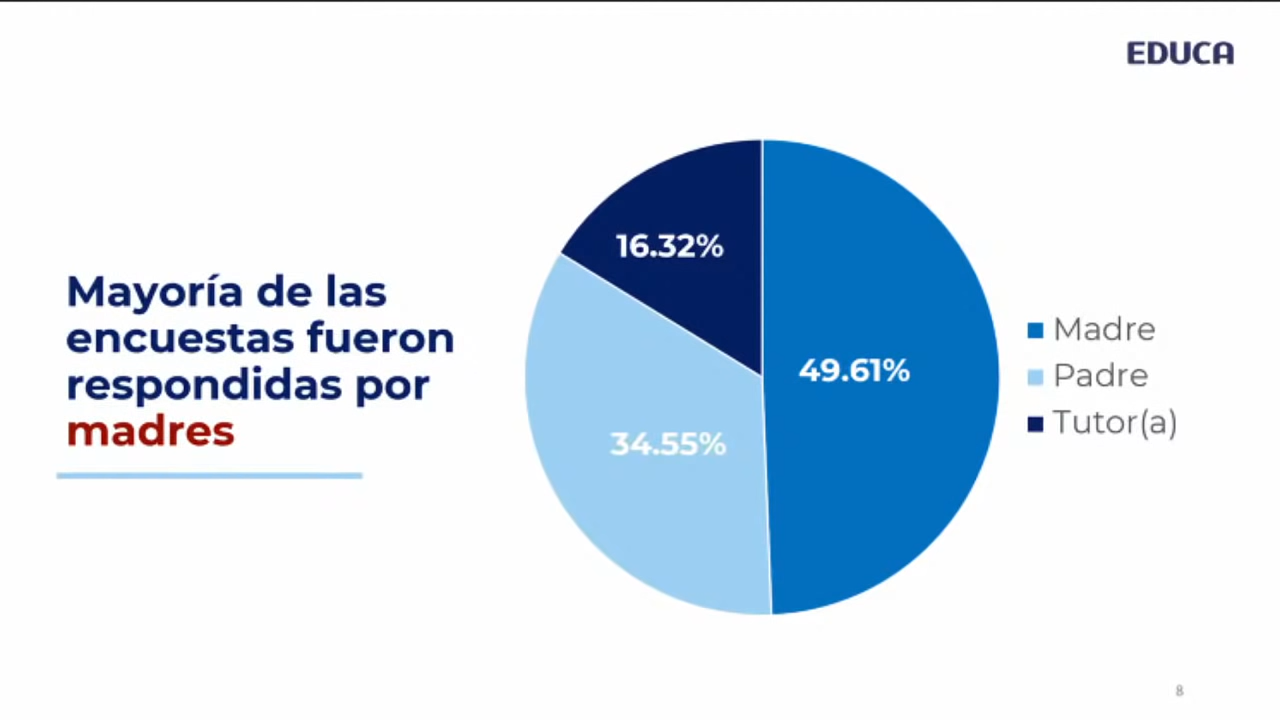 EDUCA
Mayoría de las
encuestas fueron
respondidas por
madres
16.32%
49.61%
34.55%
Madre
Padre
Tutor(a)
8